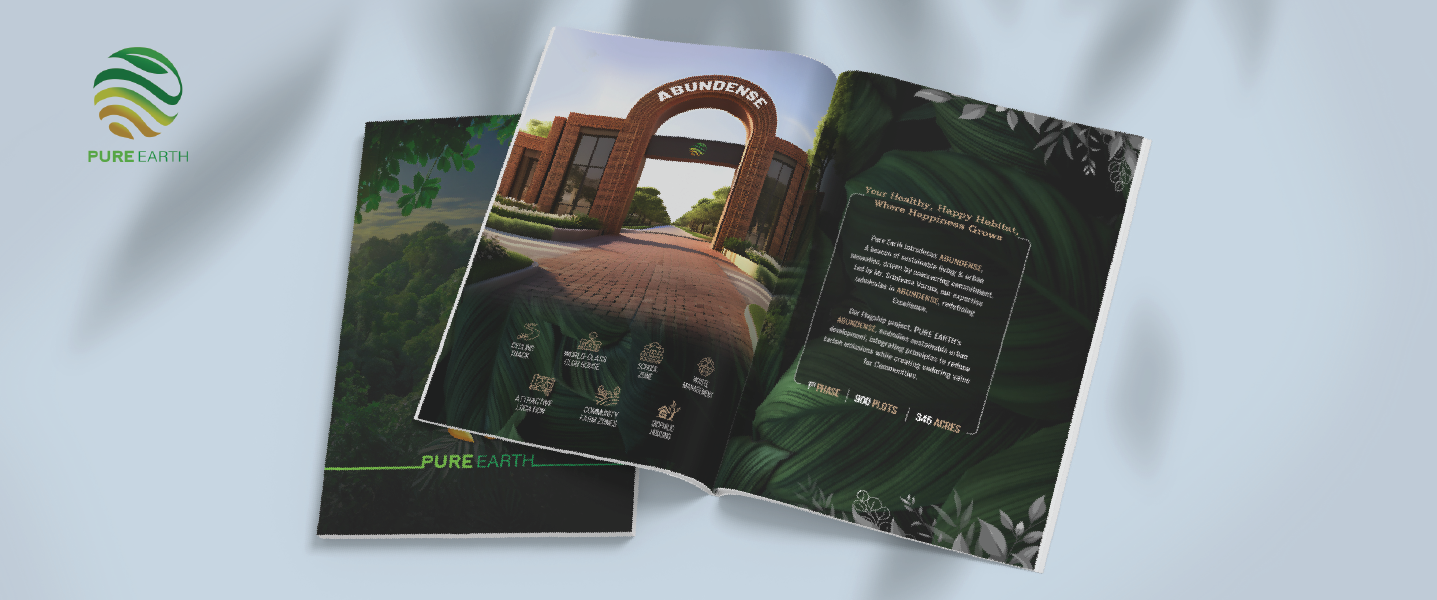 PURE EARTH
ABUNDENSE
CYCLING
TRACK
WORLD-CLASS
CLUB HOUSE
SCHOOL
ZONE
WASTE
MANAGEMENT
ATTRACTIVE
LOCATION
COMMUNITY
FARM ZONES
BIOPHILIC
HOUSING
PURE EARTH
Your Healthy, Happy Habitat,
Where Happiness Grows
Pure Earth introduces ABUNDENSE,
A beacon of sustainable living & urban
innovation, driven by unwavering commitment.
Led by Mr. Srinivasa Varma, our expertise
culminates in ABUNDENSE, redefining
Excellence.
Our Flagship project, PURE EARTH's
ABUNDENSE, embodies sustainable urban
development, integrating principles to reduce
carbon emissions while creating enduring value
for Communities.
1st PHASE | 900 PLOTS | 345 ACRES